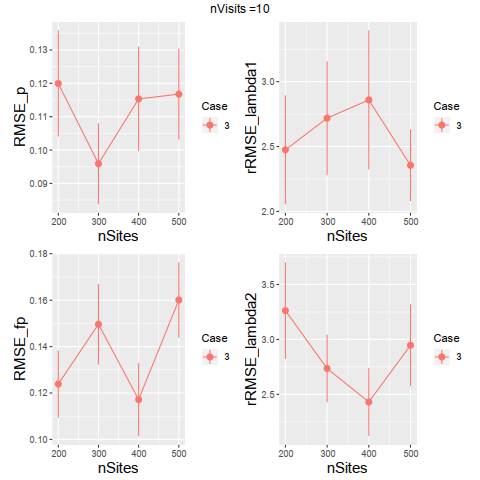 nVisits =10
RMSE_p
0.13
0.12
0.11
0.10
0.09
200 300 400 500
nSites
Case
3
rRMSE_lambda1
3.0
2.5
2.0
200 300 400 500
nSites
Case
3
RMSE_fp
0.18
0.16
0.14
0.12
0.10
200 300 400 500
nSites
Case
3
rRMSE_lambda2
3.5
3.0
2.5
200 300 400 500
nSites
Case
3